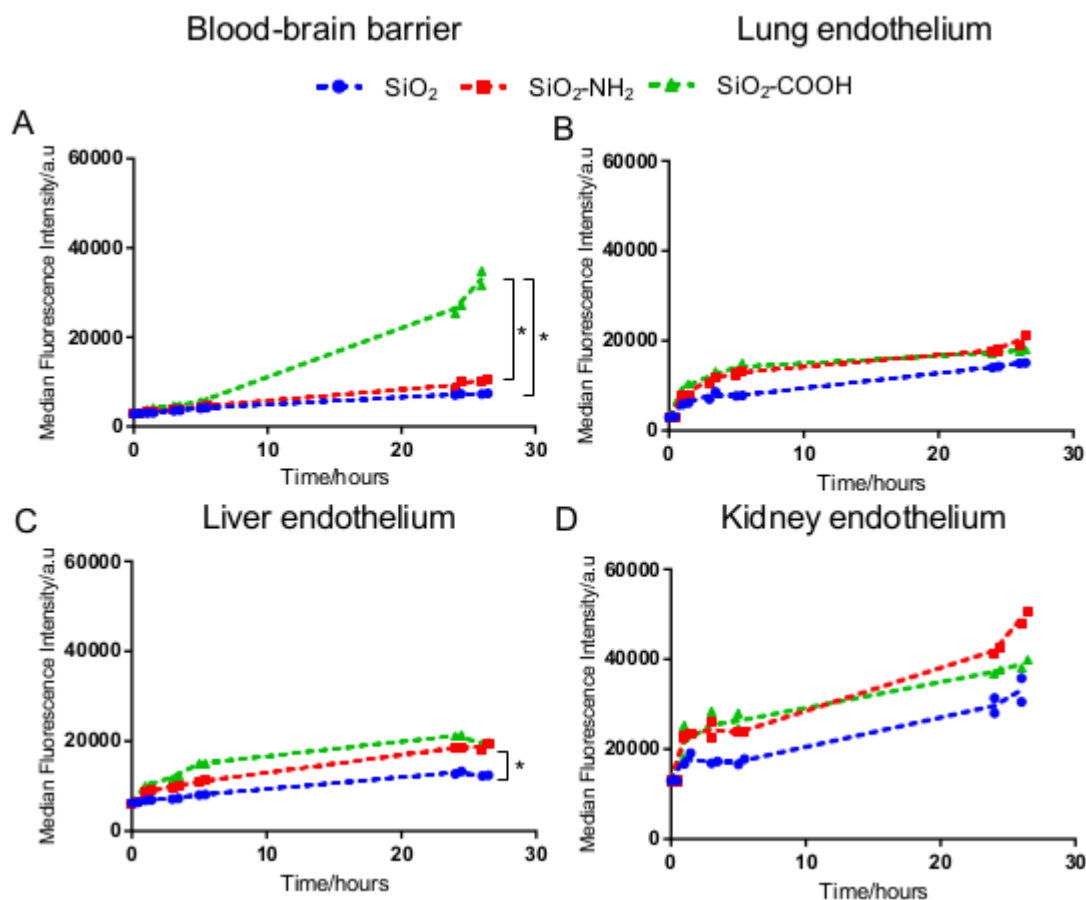 Blood-brain barrier
Lung endothelium
SiO₂ SiO₂-NH₂ SiO₂-COOH
A
Median Fluorescence Intensity/a.u
60000
40000
20000
0
0 10 20 30
Time/hours
*
*
B
Median Fluorescence Intensity/a.u
60000
40000
20000
0
0 10 20 30
Time/hours
C
Liver endothelium
Median Fluorescence Intensity/a.u
60000
40000
20000
0
0 10 20 30
Time/hours
*
D
Kidney endothelium
Median Fluorescence Intensity/a.u
60000
40000
20000
0
0 10 20 30
Time/hours